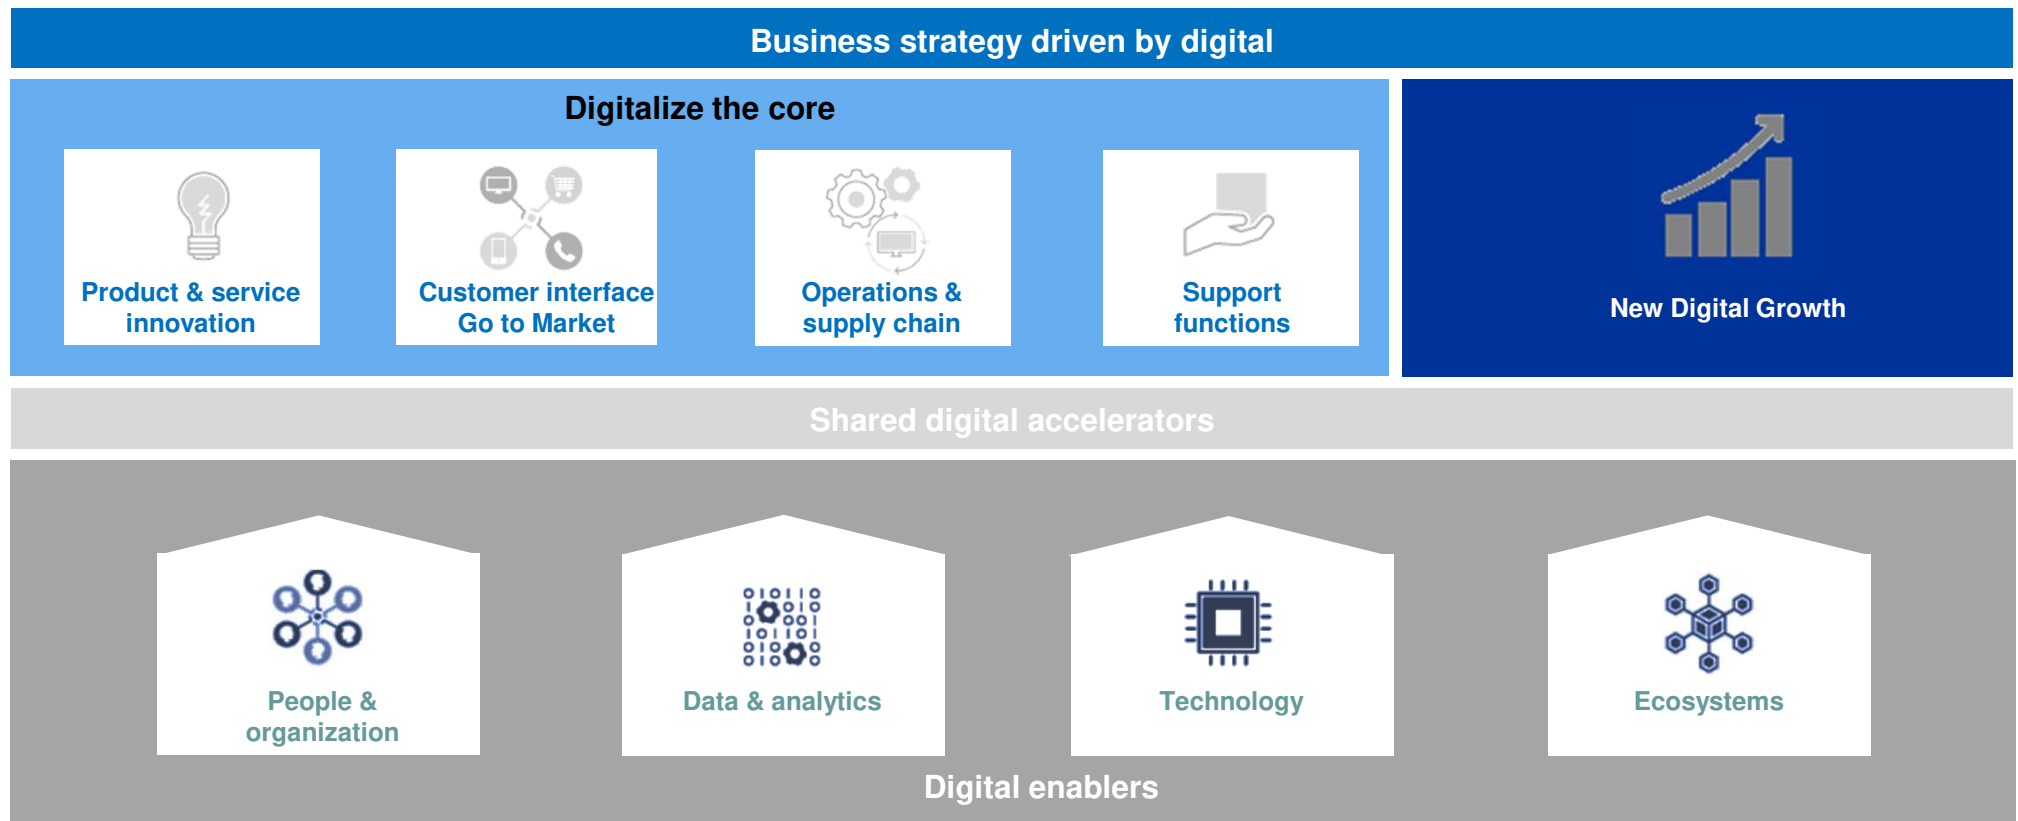 Business strategy driven by digital
Digitalize the core
Product & service
innovation
Customer interface
Go to Market
Operations &
supply chain
Support
functions
New Digital Growth
Shared digital accelerators
People &
organization
Data & analytics
Technology
Ecosystems
Digital enablers